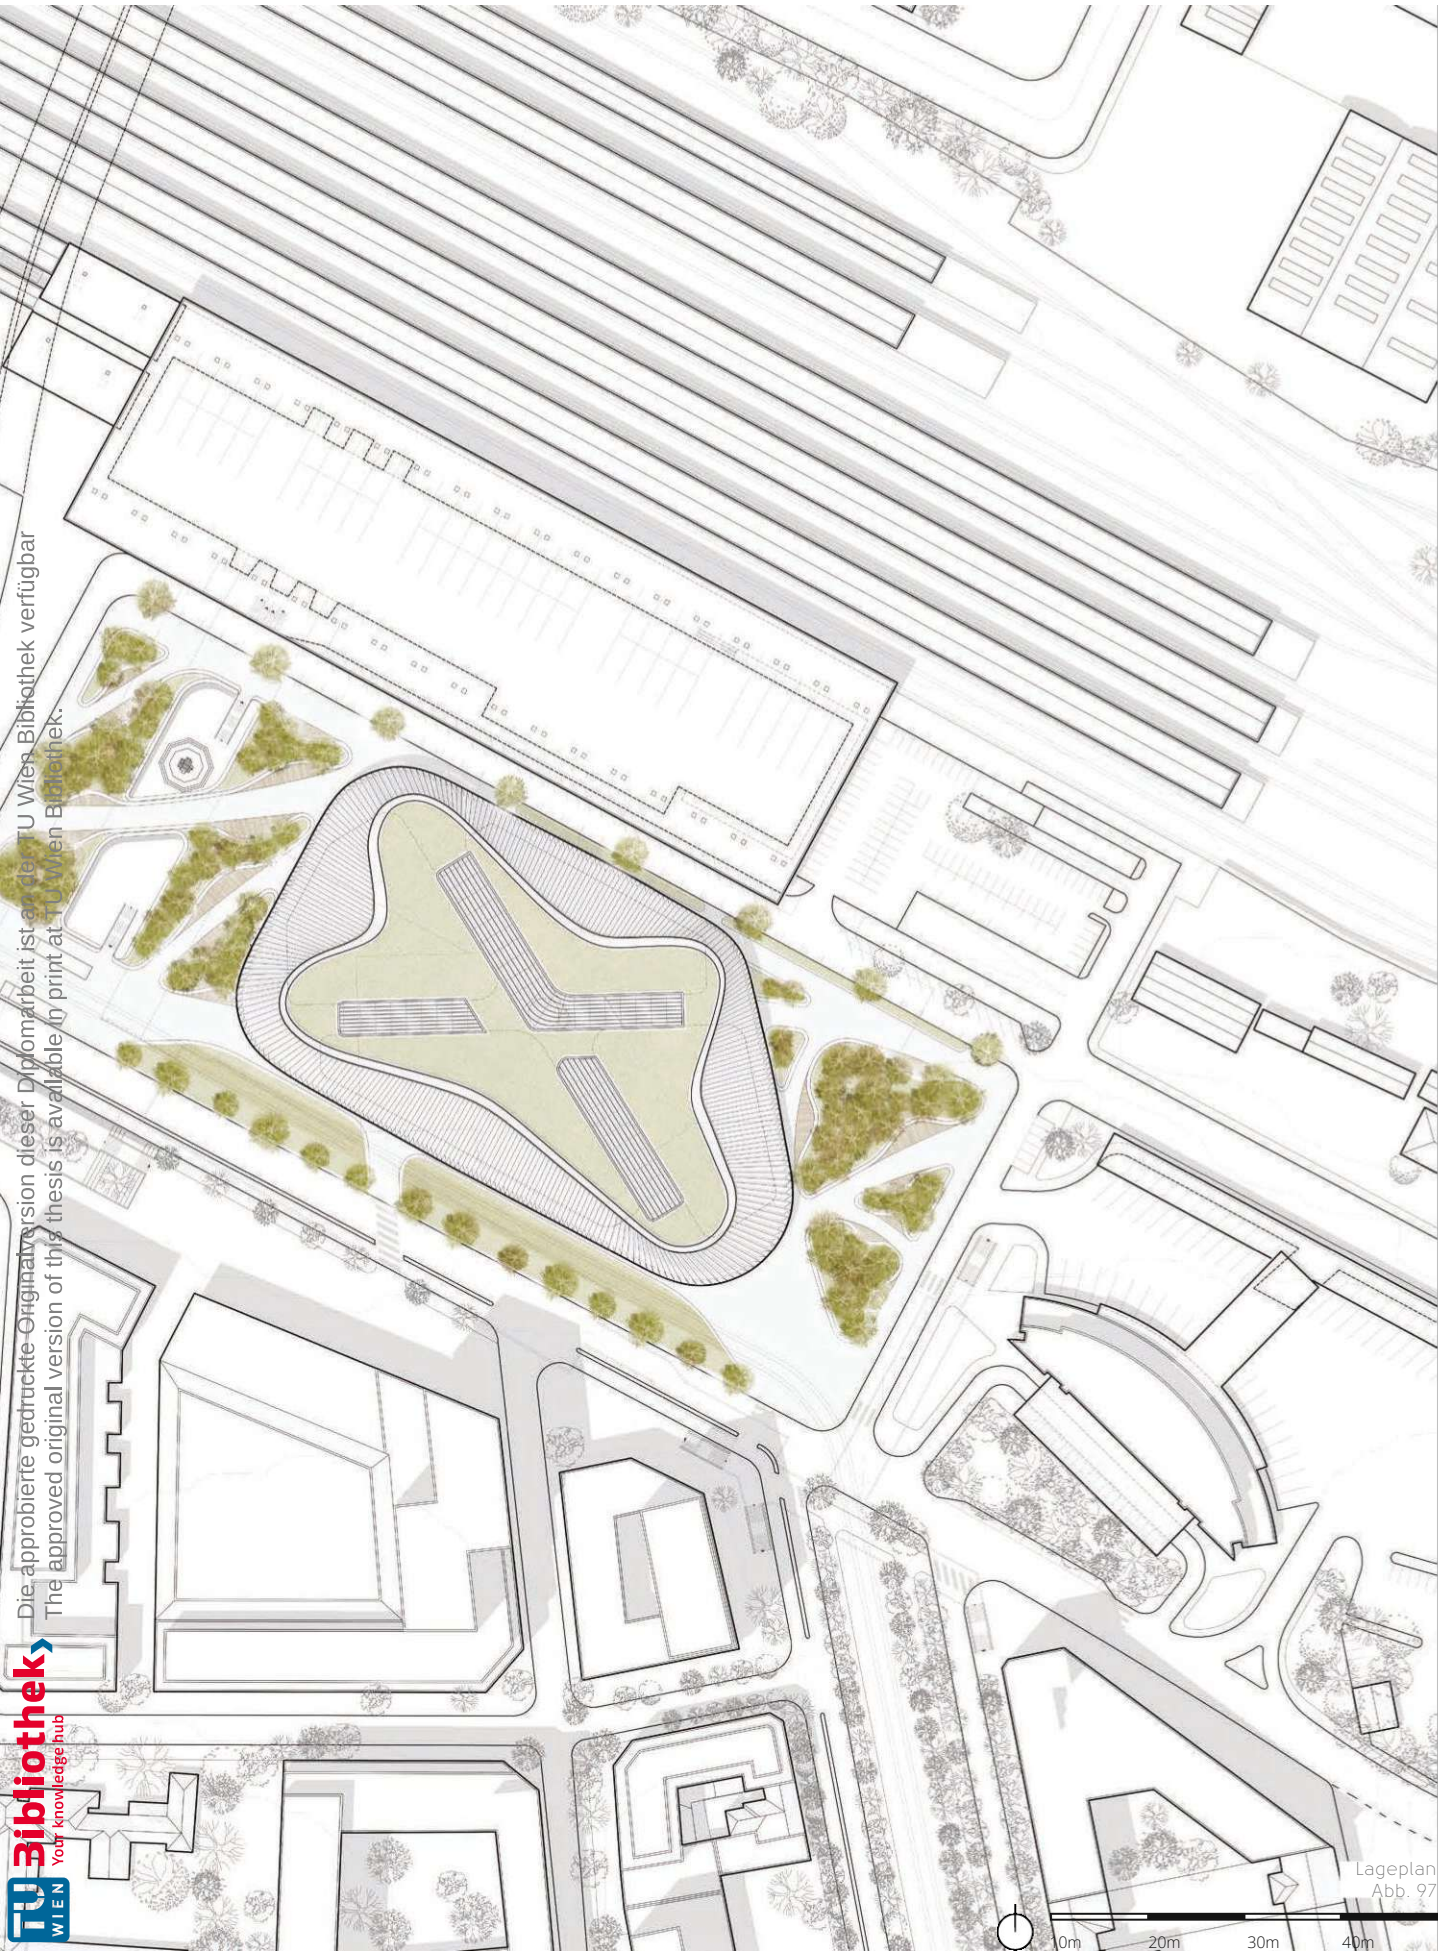 Die approbierte gedruckte Originalversion dieser Diplomarbeit ist an der TU Wien Bibliothek verfügbar
The approved original version of this thesis is available in print at TU Wien Bibliothek.
TU Bibliothek
WIEN Your knowledge hub
Lageplan
Abb. 97
10m 20m 30m 40m